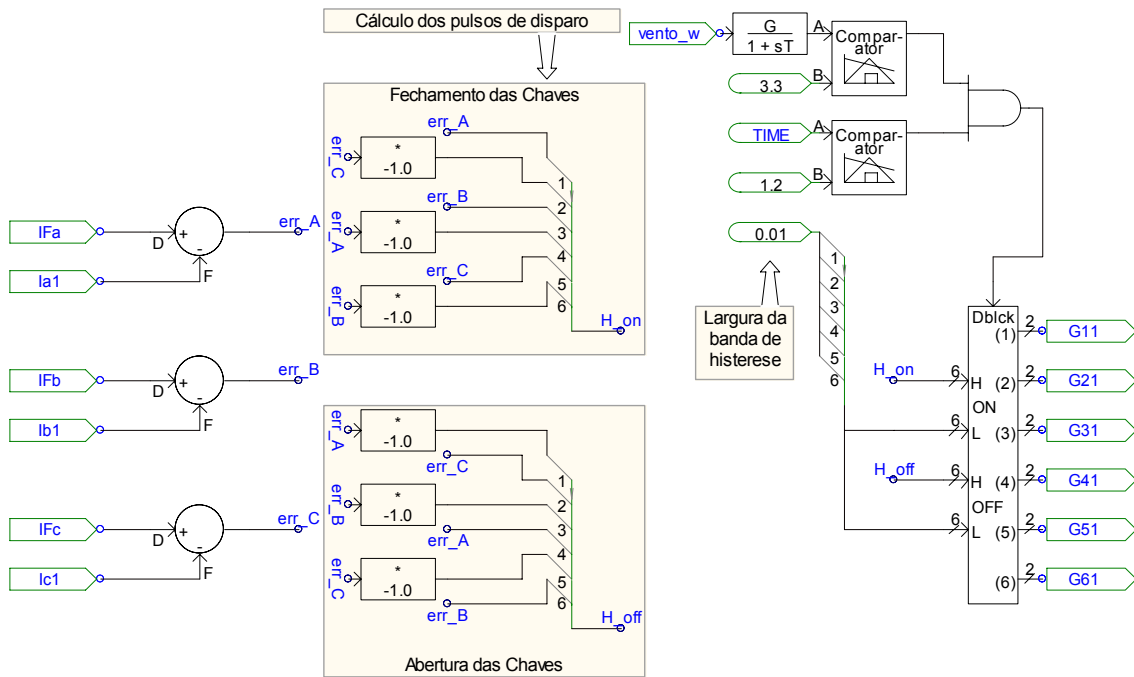 Cálculo dos pulsos de disparo
Fechamento das Chaves
err_A
err_C
*
-1.0
err_B
err_A
*
-1.0
err_C
err_B
*
-1.0
1
2
3
4
5
6
H_on
IFa
D
+
-
F
Ia1
err_A
IFb
D
+
-
F
Ib1
err_B
IFc
D
+
-
F
Ic1
err_C
err_A
*
-1.0
err_C
err_B
*
-1.0
err_A
err_C
*
-1.0
err_B
1
2
3
4
5
6
H_off
Abertura das Chaves
vento_w
G
1 + sT
A
Compar-
ator
B
3.3
TIME
A
Compar-
ator
B
1.2
0.01
1
2
3
4
5
6
Largura da
banda de
histerese
H_on
6
H
ON
6
L
H_off
6
H
OFF
6
L
Dblck
(1)
2
G11
(2)
2
G21
(3)
2
G31
(4)
2
G41
(5)
2
G51
(6)
2
G61